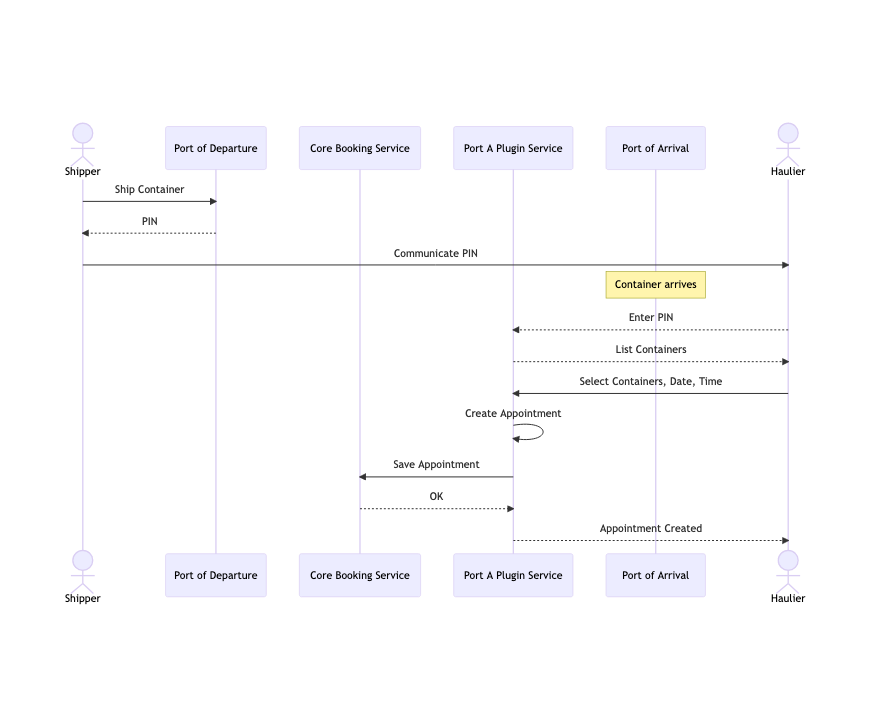 Port of Departure
Core Booking Service
Port A Plugin Service
Port of Arrival
Shipper
Haulier
Ship Container
PIN
Communicate PIN
Container arrives
Enter PIN
List Containers
Select Containers, Date, Time
Create Appointment
Save Appointment
OK
Appointment Created
Port of Departure
Core Booking Service
Port A Plugin Service
Port of Arrival
Shipper
Haulier